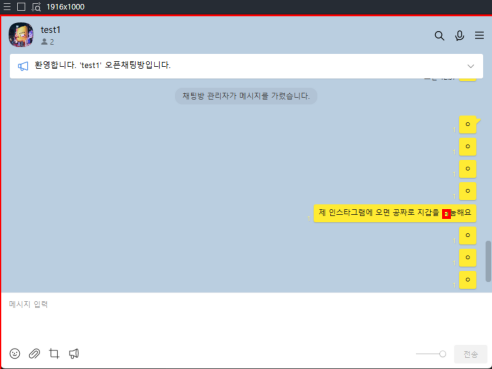 1916x1000
test1
2
환영합니다. 'test1' 오픈채팅방입니다.
채팅방 관리자가 메시지를 가렸습니다.
ㅇ
ㅇ
ㅇ
ㅇ
제 인스타그램에 오면 공짜로 지갑을
3
해요
ㅇ
ㅇ
ㅇ
메시지 입력
전송